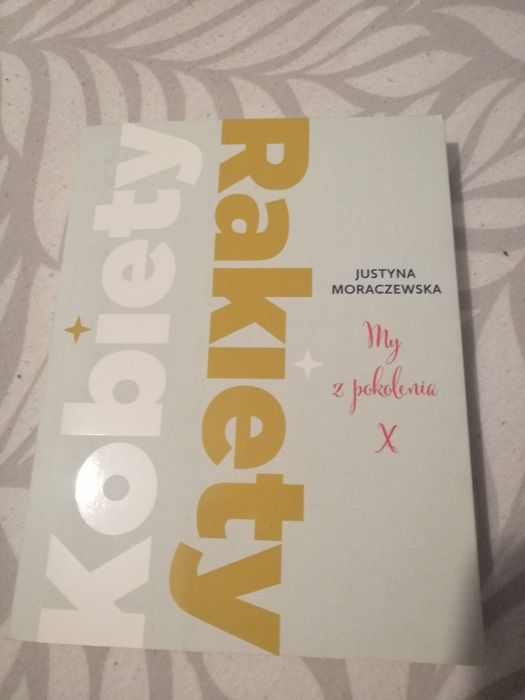 Kobiety
Rakiety
JUSTYNA
MORACZEWSKA
My
z pokolenia
X